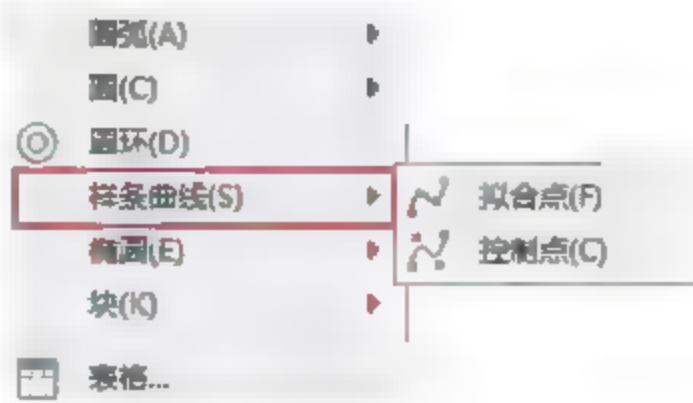 圆弧(A)
圆(C)
圆环(D)
样条曲线(S)
拟合点(F)
椭圆(E)
控制点(C)
块(K)
表格...